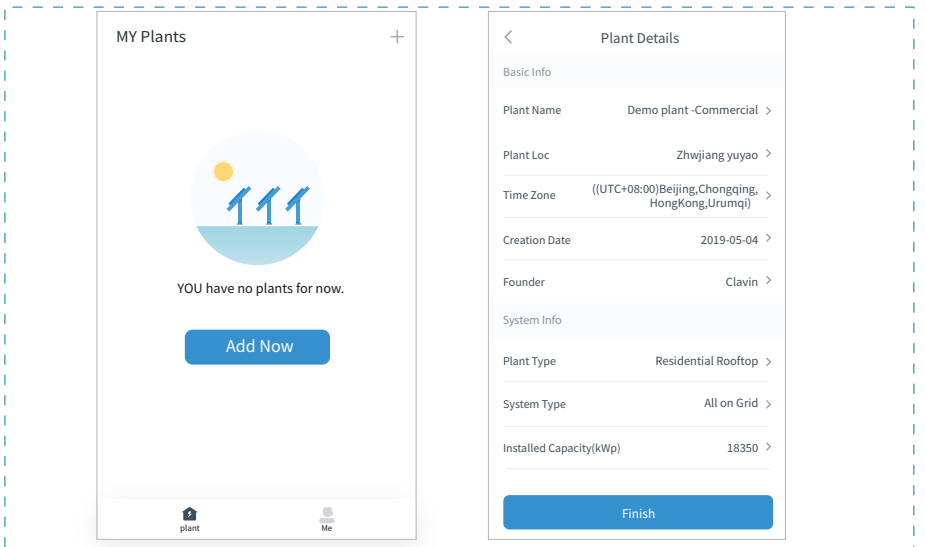 MY Plants
YOU have no plants for now.
Add Now
plant
Me
Plant Details
Basic Info
Plant Name Demo plant -Commercial
Plant Loc Zhwjiang yuyao
Time Zone ((UTC+08:00)Beijing,Chongqing,
HongKong,Urumqi)
Creation Date 2019-05-04
Founder Clavin
System Info
Plant Type Residential Rooftop
System Type All on Grid
Installed Capacity(kWp) 18350
Finish